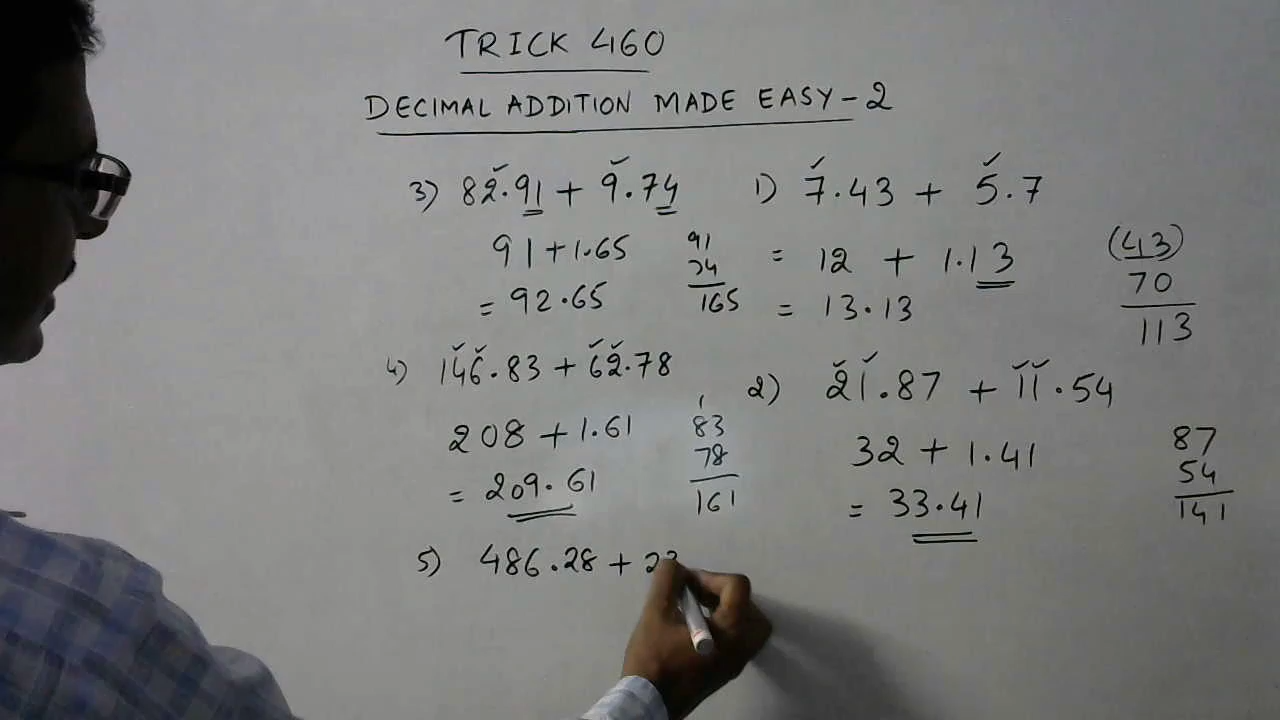 TRICK 460
DECIMAL ADDITION MADE EASY - 2
3) 82.91 + 9.74
91 + 1.65
= 92.65
91
74
165
1) 7.43 + 5.7
= 12 + 1.13
= 13.13
(43)
70
113
4) 146.83 + 62.78
208 + 1.61
= 209.61
1
83
78
161
2) 21.87 + 11.54
32 + 1.41
= 33.41
87
54
141
5) 486.28 + 23